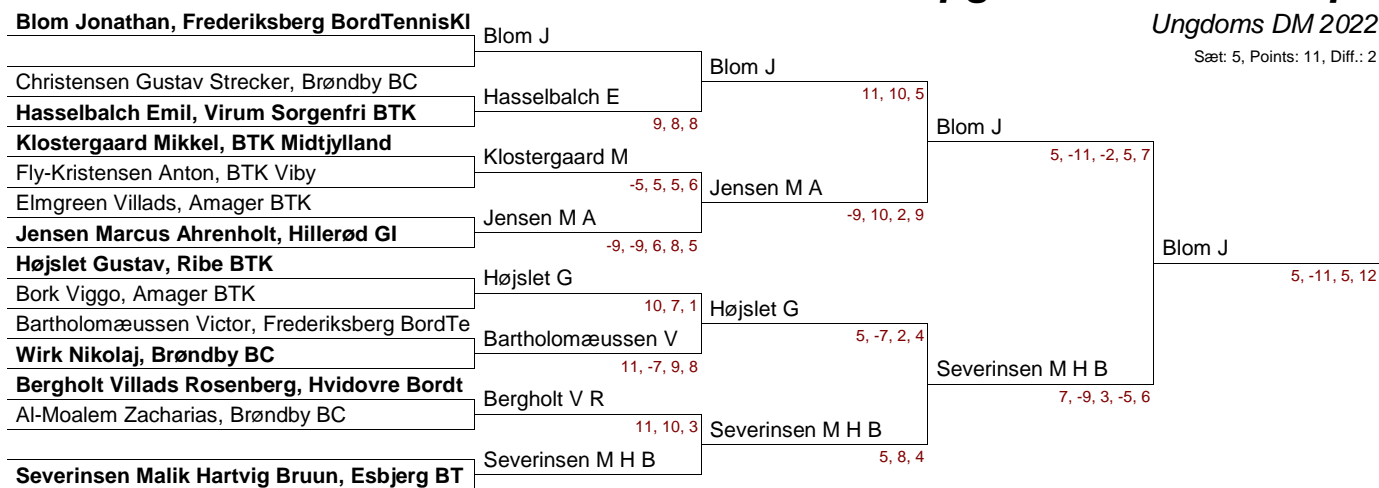 Blom Jonathan, Frederiksberg BordTennisKl
Christensen Gustav Strecker, Brøndby BC
Hasselbalch Emil, Virum Sorgenfri BTK
Klostergaard Mikkel, BTK Midtjylland
Fly-Kristensen Anton, BTK Viby
Elmgreen Villads, Amager BTK
Jensen Marcus Ahrenholt, Hillerød GI
Højslet Gustav, Ribe BTK
Bork Viggo, Amager BTK
Bartholomæussen Victor, Frederiksberg BordTe
Wirk Nikolaj, Brøndby BC
Bergholt Villads Rosenberg, Hvidovre Bordt
Al-Moalem Zacharias, Brøndby BC
Severinsen Malik Hartvig Bruun, Esbjerg BT
Blom J
Hasselbalch E
9, 8, 8
Klostergaard M
-5, 5, 5, 6
Jensen M A
-9, -9, 6, 8, 5
Højslet G
10, 7, 1
Bartholomæussen V
11, -7, 9, 8
Bergholt V R
11, 10, 3
Severinsen M H B
Blom J
11, 10, 5
Jensen M A
-9, 10, 2, 9
Højslet G
5, -7, 2, 4
Severinsen M H B
5, 8, 4
Blom J
5, -11, -2, 5, 7
Severinsen M H B
7, -9, 3, -5, 6
Ungdoms DM 2022
Sæt: 5, Points: 11, Diff.: 2
Blom J
5, -11, 5, 12